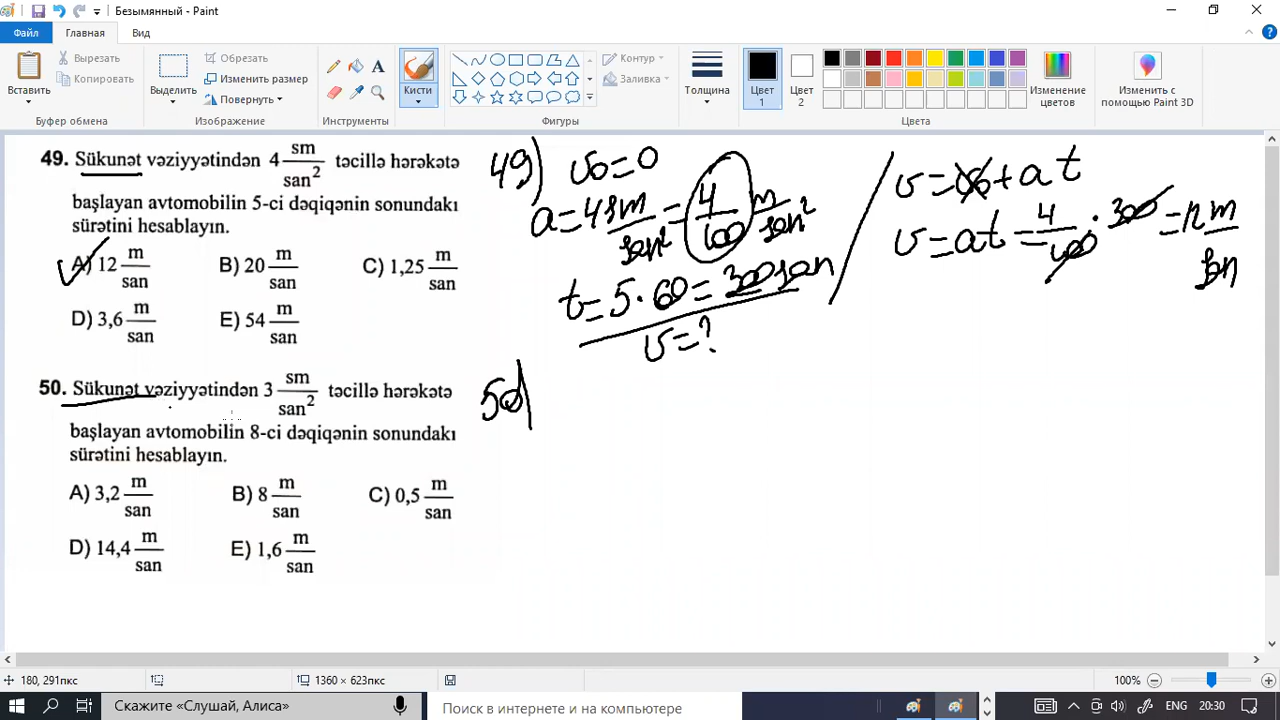 Безымянный - Paint
Файл
Главная
Вид
Вставить
Вырезать
Копировать
Буфер обмена
Выделить
Обрезать
Изменить размер
Повернуть
Изображение
Инструменты
Кисти
Контур
Заливка
Фигуры
Толщина
Цвет 1
Цвет 2
Цвета
Изменение цветов
Изменить с помощью Paint 3D
49. Sükunət vəziyyətindən 4 sm/san² təcillə hərəkətə
başlayan avtomobilin 5-ci dəqiqənin sonundakı
sürətini hesablayın.
A) 12 m/san B) 20 m/san C) 1,25 m/san
D) 3,6 m/san E) 54 m/san
50. Sükunət vəziyyətindən 3 sm/san² təcillə hərəkətə
başlayan avtomobilin 8-ci dəqiqənin sonundakı
sürətini hesablayın.
A) 3,2 m/san B) 8 m/san C) 0,5 m/san
D) 14,4 m/san E) 1,6 m/san
49) v₀=0
a=4 sm/san² = 4/100 m/san²
t=5·60=300 san
v=?
v=v₀+at
v=at=4/100·300=12 m/san
50)
180, 291пкс
1360 × 623пкс
100%
Скажите «Слушай, Алиса»
Поиск в интернете и на компьютере
ENG
20:30